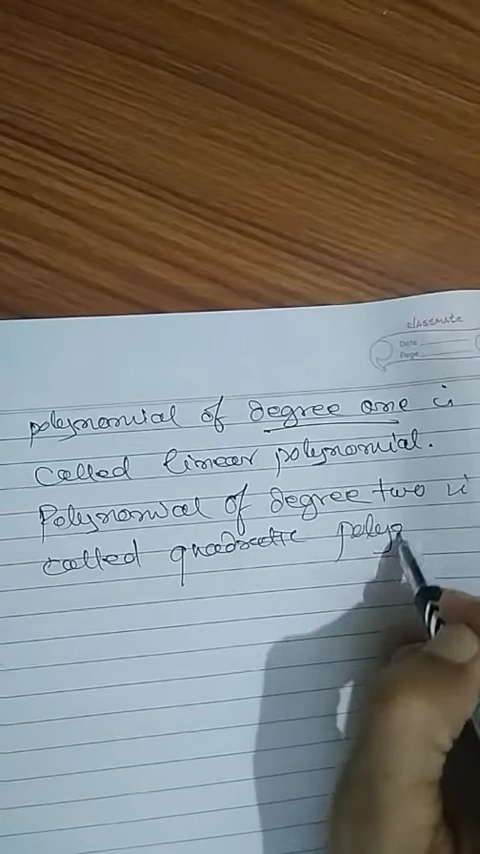 classmate
Date
Page
polynomial of degree one is
called linear polynomial.
Polynomial of degree two is
called quadratic polyn